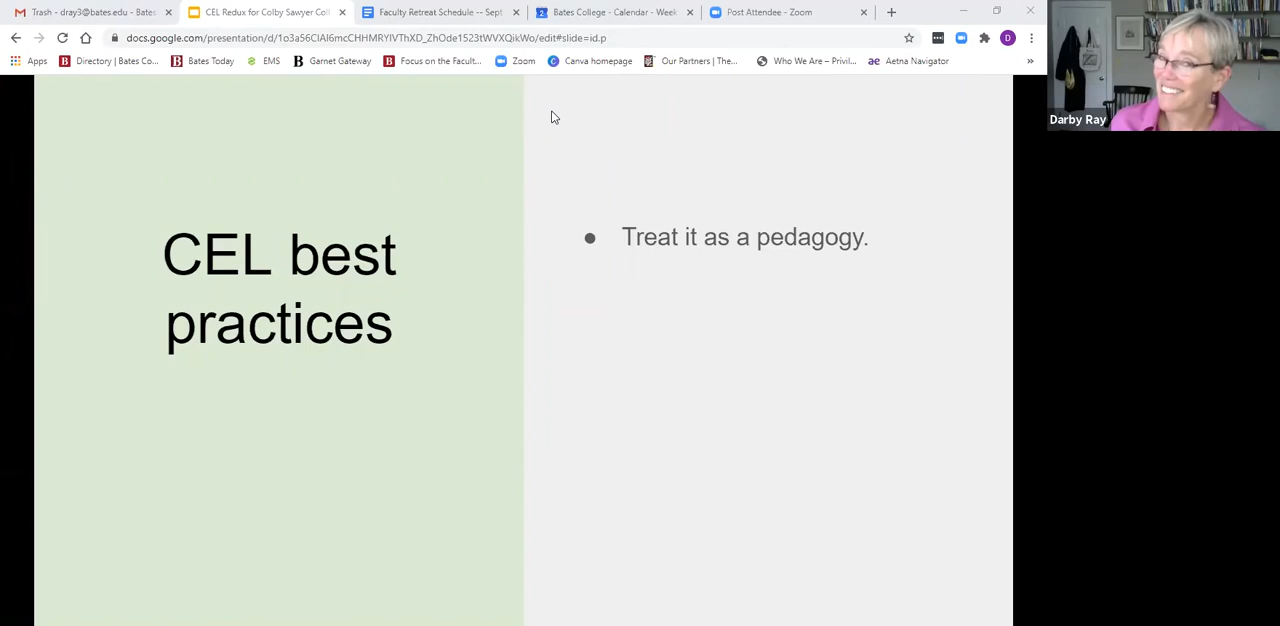 Trash - dray3@bates.edu - Bates
CEL Redux for Colby Sawyer Coll
Faculty Retreat Schedule -- Sept
2
Bates College - Calendar - Week
Post Attendee - Zoom
docs.google.com/presentation/d/1o3a56ClAl6mcCHHMRYIVThXD_ZhOde1523tWVXQikWo/edit#slide=id.p
D
Apps
B Directory | Bates Co...
B Bates Today
EMS
B Garnet Gateway
B Focus on the Facult...
Zoom
C Canva homepage
Our Partners | The...
Who We Are – Privil...
ae Aetna Navigator
»
Darby Ray
CEL best
practices
● Treat it as a pedagogy.